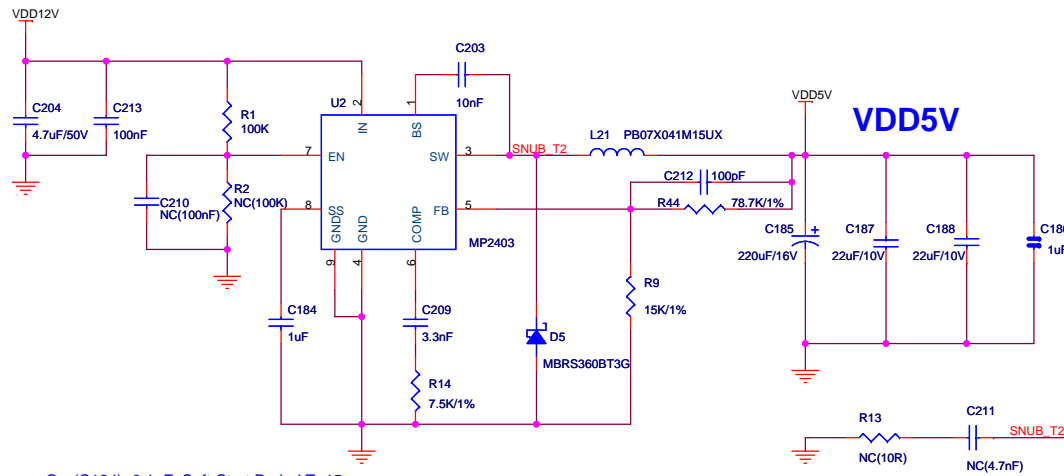 VDD12V
C203
10nF
C204
4.7uF/50V
C213
100nF
R1
100K
U2
2
1
IN
BS
VDD5V
VDD5V
L21
PB07X041M15UX
SNUB_T2
7
EN
SW
3
C212
100pF
R2
NC(100K)
C210
NC(100nF)
8
SS
FB
5
R44
78.7K/1%
GNDS
GND
COMP
MP2403
9
4
6
C185
+
220uF/16V
C187
22uF/10V
C188
22uF/10V
1uF
C184
1uF
C209
3.3nF
R9
15K/1%
D5
MBRS360BT3G
R14
7.5K/1%
R13
NC(10R)
C211
NC(4.7nF)
SNUB_T2